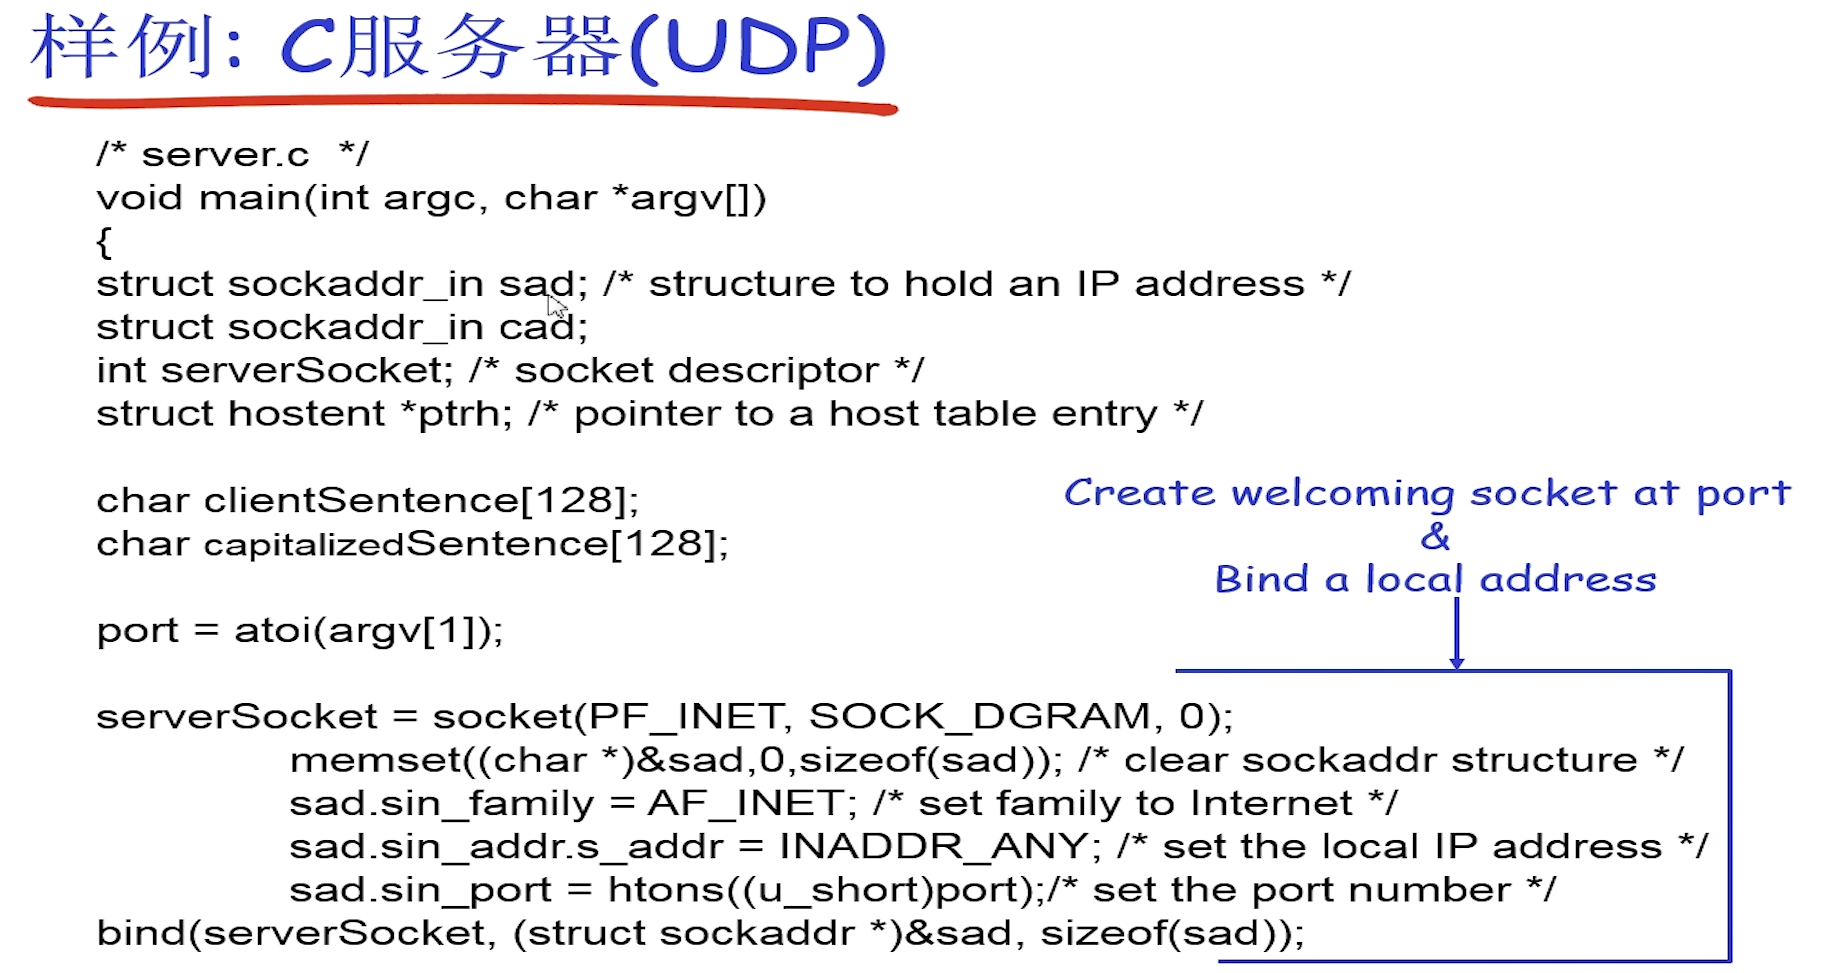 样例: C服务器(UDP)
/* server.c  */
void main(int argc, char *argv[])
{
struct sockaddr_in sad; /* structure to hold an IP address */
struct sockaddr_in cad;
int serverSocket; /* socket descriptor */
struct hostent *ptrh; /* pointer to a host table entry */
char clientSentence[128];
char capitalizedSentence[128];
port = atoi(argv[1]);
Create welcoming socket at port
&
Bind a local address
serverSocket = socket(PF_INET, SOCK_DGRAM, 0);
memset((char *)&sad,0,sizeof(sad)); /* clear sockaddr structure */
sad.sin_family = AF_INET; /* set family to Internet */
sad.sin_addr.s_addr = INADDR_ANY; /* set the local IP address */
sad.sin_port = htons((u_short)port);/* set the port number */
bind(serverSocket, (struct sockaddr *)&sad, sizeof(sad));